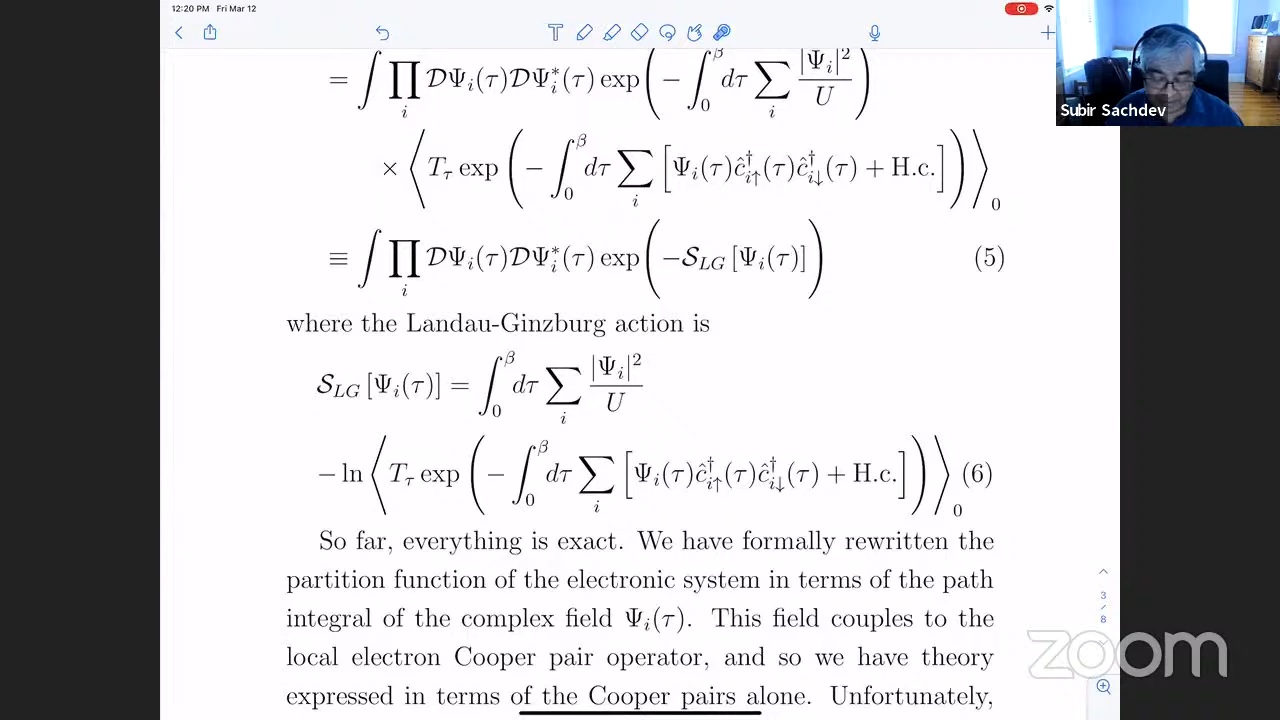 12:20 PM Fri Mar 12
Subir Sachdev
= ∫ ∏_i 𝒟Ψ_i(τ)𝒟Ψ_i^*(τ) exp(−∫_0^β dτ ∑_i |Ψ_i|^2 / U)
× ⟨T_τ exp(−∫_0^β dτ ∑_i [Ψ_i(τ)ĉ_{i↑}^†(τ)ĉ_{i↓}^†(τ) + H.c.])⟩_0
≡ ∫ ∏_i 𝒟Ψ_i(τ)𝒟Ψ_i^*(τ) exp(−𝒮_{LG} [Ψ_i(τ)]) (5)
where the Landau-Ginzburg action is
𝒮_{LG} [Ψ_i(τ)] = ∫_0^β dτ ∑_i |Ψ_i|^2 / U
− ln ⟨T_τ exp(−∫_0^β dτ ∑_i [Ψ_i(τ)ĉ_{i↑}^†(τ)ĉ_{i↓}^†(τ) + H.c.])⟩_0 (6)
So far, everything is exact. We have formally rewritten the
partition function of the electronic system in terms of the path
integral of the complex field Ψ_i(τ). This field couples to the
local electron Cooper pair operator, and so we have theory
expressed in terms of the Cooper pairs alone. Unfortunately,
3
/
8
zoom